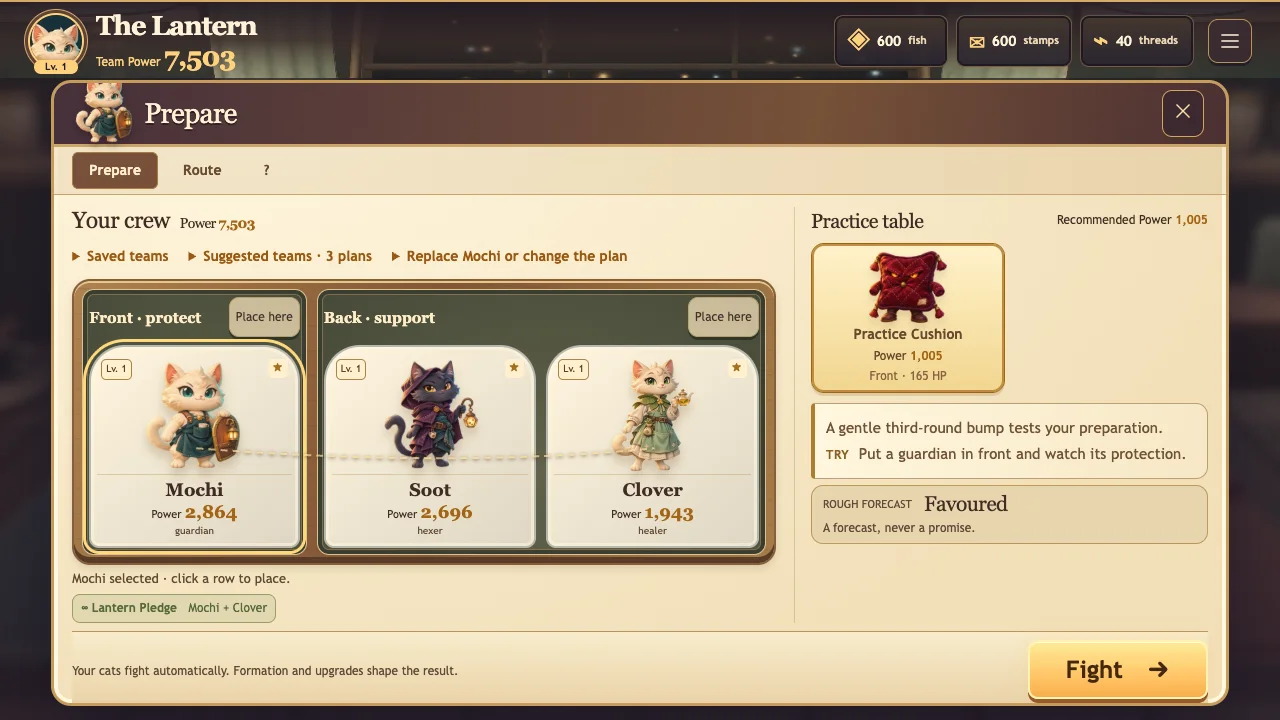 The Lantern
Team Power 7,503
Lv. 1
600 fish
600 stamps
40 threads
Prepare
Prepare
Route
?
Your crew Power 7,503
Saved teams
Suggested teams · 3 plans
Replace Mochi or change the plan
Front · protect
Place here
Back · support
Place here
Lv. 1
Mochi
Power 2,864
guardian
Lv. 1
Soot
Power 2,696
hexer
Lv. 1
Clover
Power 1,943
healer
Mochi selected · click a row to place.
∞ Lantern Pledge Mochi + Clover
Practice table
Recommended Power 1,005
Practice Cushion
Power 1,005
Front · 165 HP
A gentle third-round bump tests your preparation.
TRY Put a guardian in front and watch its protection.
ROUGH FORECAST Favoured
A forecast, never a promise.
Your cats fight automatically. Formation and upgrades shape the result.
Fight →